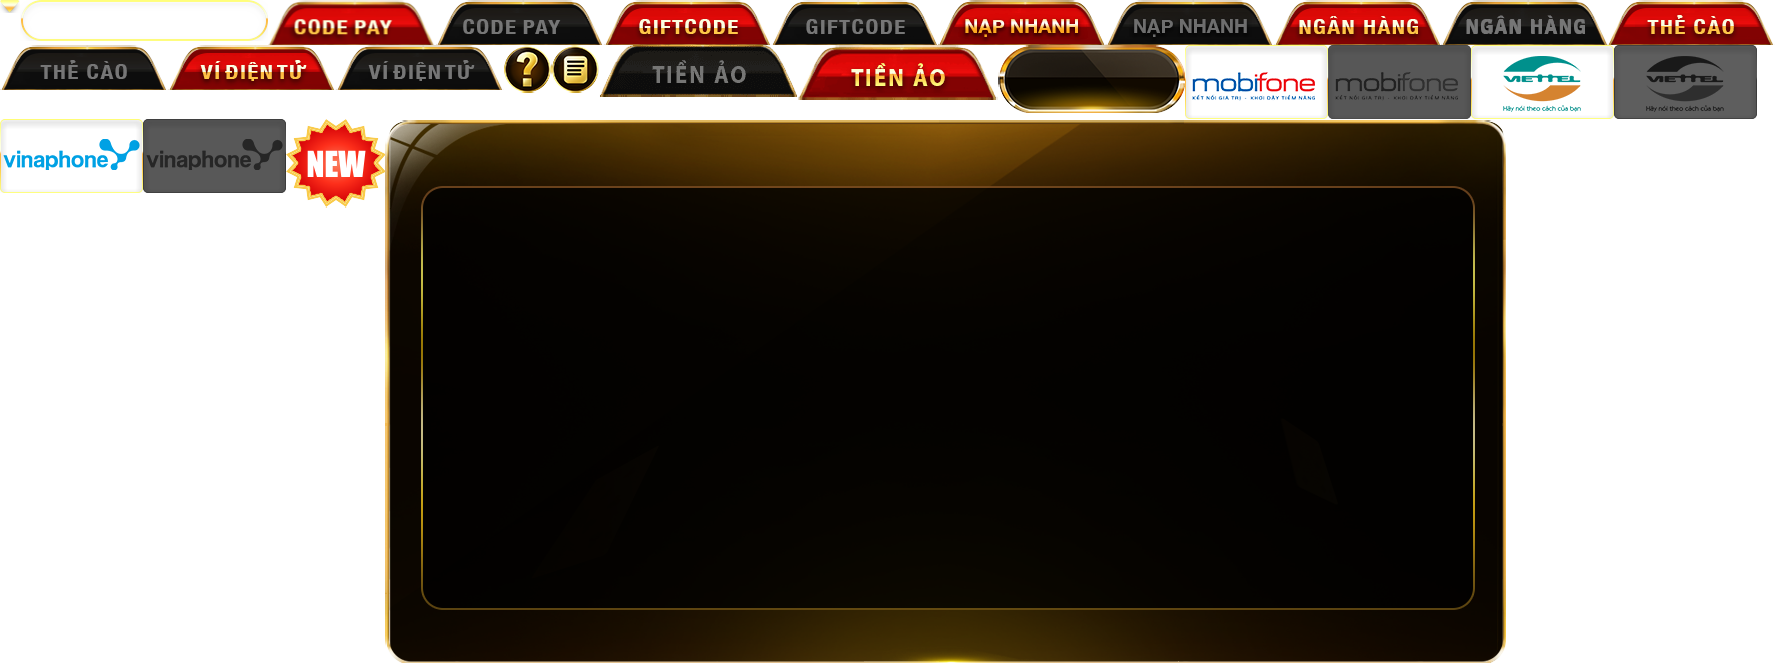 CODE PAY
CODE PAY
GIFTCODE
GIFTCODE
NẠP NHANH
NẠP NHANH
NGÂN HÀNG
NGÂN HÀNG
THẺ CÀO
THẺ CÀO
VÍ ĐIỆN TỬ
VÍ ĐIỆN TỬ
?
TIỀN ẢO
TIỀN ẢO
mobifone
KẾT NỐI GIÁ TRỊ - KHƠI DẬY TIỀM NĂNG
mobifone
KẾT NỐI GIÁ TRỊ - KHƠI DẬY TIỀM NĂNG
VIETTEL
Hãy nói theo cách của bạn
VIETTEL
Hãy nói theo cách của bạn
vinaphone
vinaphone
NEW